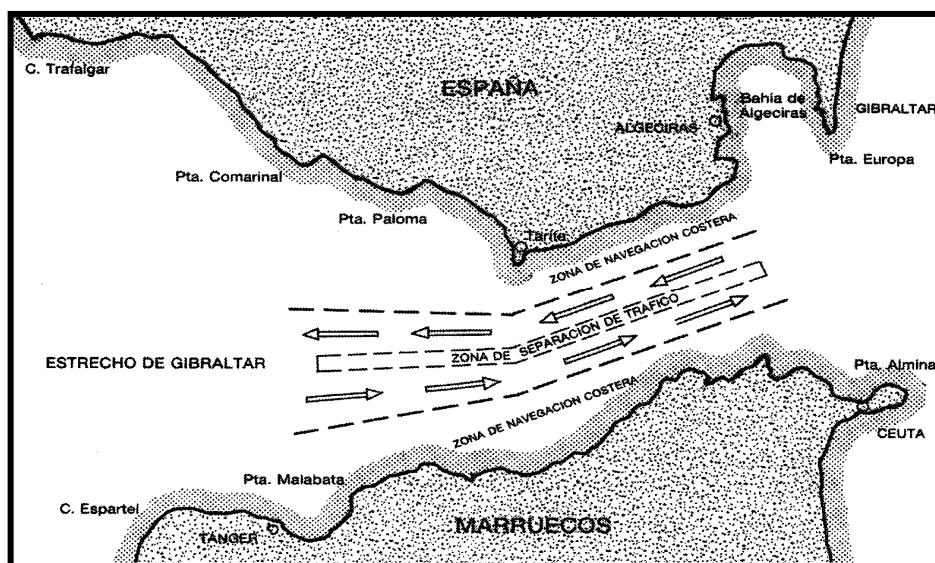 C. Trafalgar
ESPAÑA
Bahía de
Algeciras
GIBRALTAR
ALGECIRAS
Pta. Europa
Pta. Comarinal
Pta. Paloma
Tarifa
ZONA DE NAVEGACION COSTERA
ZONA DE SEPARACION DE TRAFICO
ESTRECHO DE GIBRALTAR
Pta. Almina
ZONA DE NAVEGACION COSTERA
CEUTA
Pta. Malabata
C. Espartel
MARRUECOS
TANGER